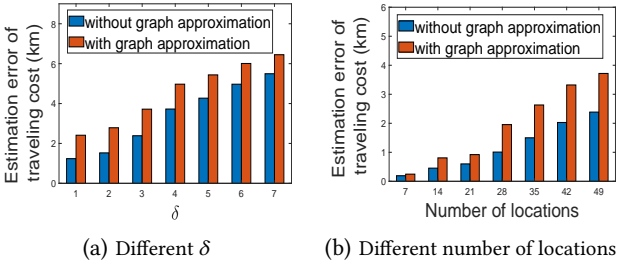 Estimation error of
traveling cost (km)
8
6
4
2
0
without graph approximation
with graph approximation
1 2 3 4 5 6 7
δ
(a) Different δ
Estimation error of
traveling cost (km)
6
5
4
3
2
1
0
without graph approximation
with graph approximation
7 14 21 28 35 42 49
Number of locations
(b) Different number of locations